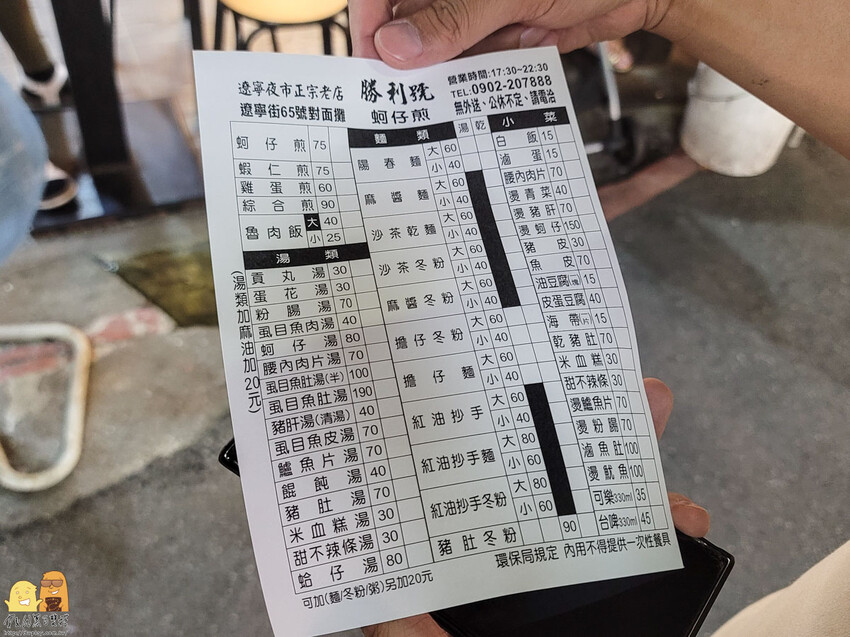 遼寧夜市正宗老店 勝利號 營業時間:17:30~22:30
TEL:0902-207888
遼寧街65號對面攤 蚵仔煎 無外送、公休不定、請電洽
蚵仔煎 75
蝦仁煎 75
雞蛋煎 60
綜合煎 90
魯肉飯 大 40
小 25
湯類
(湯類加麻油加20元)
貢丸湯 30
蛋花湯 30
粉腸湯 70
虱目魚肉湯 40
蚵仔湯 80
腰內肉片湯 70
虱目魚肚湯(半) 100
虱目魚肚湯 190
豬肝湯(清湯) 40
虱目魚皮湯 70
鱸魚片湯 70
餛飩湯 40
豬肚湯 70
米血糕湯 30
甜不辣條湯 30
蛤仔湯 80
可加(麵/冬粉/粥)另加20元
麵類 湯 乾
陽春麵 大 60
小 40
麻醬麵 大 60
小 40
沙茶乾麵 大 60
小 40
沙茶冬粉 大 60
小 40
麻醬冬粉 大 60
小 40
擔仔冬粉 大 60
小 40
擔仔麵 大 60
小 40
紅油抄手 大 60
小 40
紅油抄手麵 大 80
小 60
紅油抄手冬粉 大 80
小 60
豬肚冬粉 90
小菜
白飯 15
滷蛋 15
腰內肉片 70
燙青菜 40
燙豬肝 70
燙蚵仔 150
豬皮 30
魚皮 70
油豆腐(塊) 15
皮蛋豆腐 40
海帶(片) 15
乾豬肚 70
米血糕 30
甜不辣條 30
燙鱸魚片 70
燙粉腸 70
滷魚肚 100
燙魷魚 100
可樂330ml 35
台啤330ml 45
環保局規定 內用不得提供一次性餐具